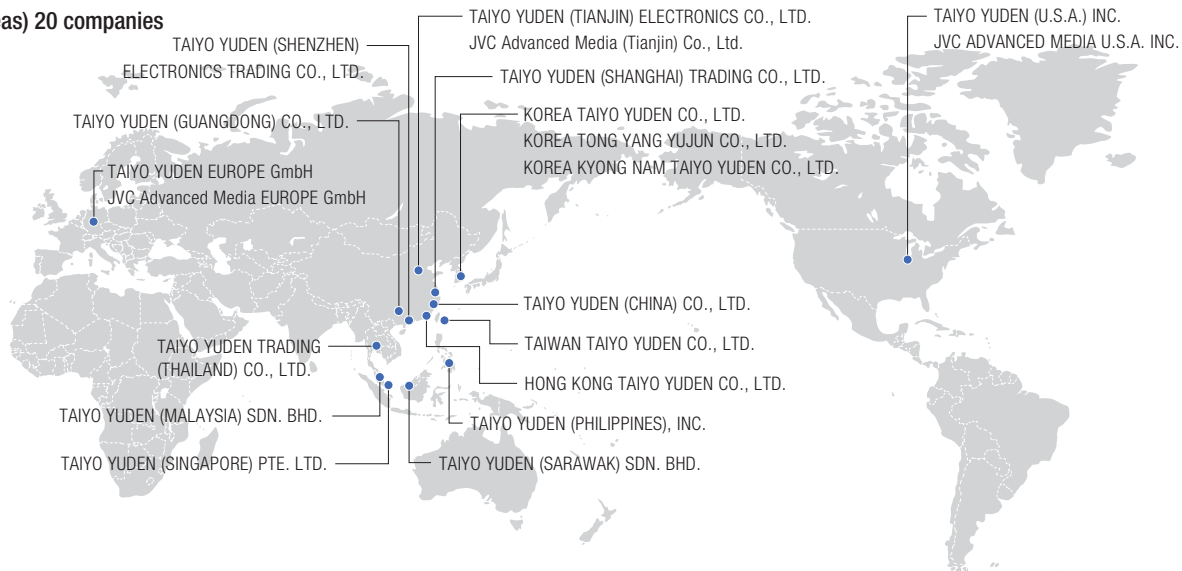 eas) 20 companies
TAIYO YUDEN (SHENZHEN)
ELECTRONICS TRADING CO., LTD.
TAIYO YUDEN (GUANGDONG) CO., LTD.
TAIYO YUDEN EUROPE GmbH
JVC Advanced Media EUROPE GmbH
TAIYO YUDEN (TIANJIN) ELECTRONICS CO., LTD.
JVC Advanced Media (Tianjin) Co., Ltd.
TAIYO YUDEN (SHANGHAI) TRADING CO., LTD.
KOREA TAIYO YUDEN CO., LTD.
KOREA TONG YANG YUJUN CO., LTD.
KOREA KYONG NAM TAIYO YUDEN CO., LTD.
TAIYO YUDEN (U.S.A.) INC.
JVC ADVANCED MEDIA U.S.A. INC.
TAIYO YUDEN (CHINA) CO., LTD.
TAIWAN TAIYO YUDEN CO., LTD.
HONG KONG TAIYO YUDEN CO., LTD.
TAIYO YUDEN (PHILIPPINES), INC.
TAIYO YUDEN (SARAWAK) SDN. BHD.
TAIYO YUDEN TRADING
(THAILAND) CO., LTD.
TAIYO YUDEN (MALAYSIA) SDN. BHD.
TAIYO YUDEN (SINGAPORE) PTE. LTD.